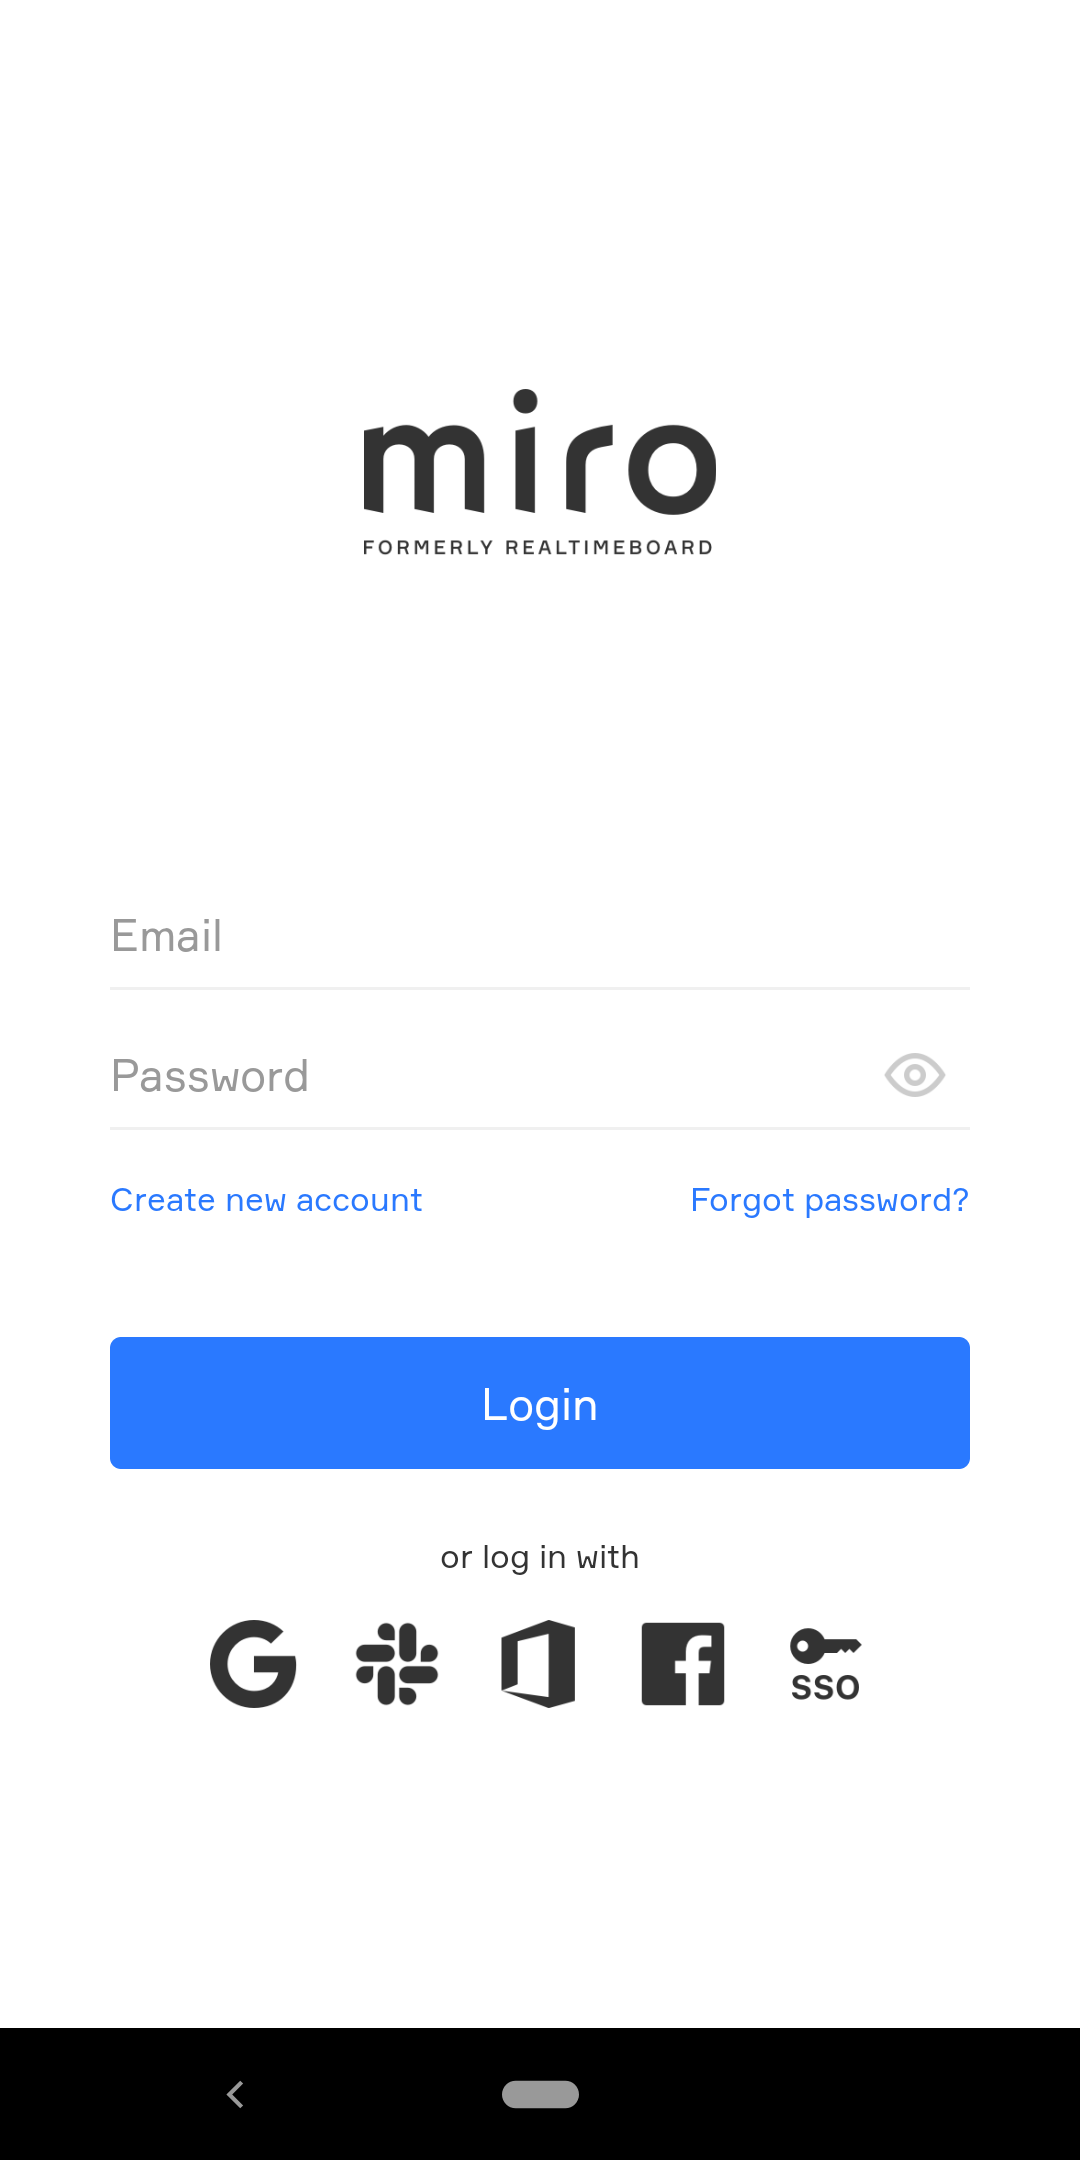 miro
FORMERLY REALTIMEBOARD
Email
Password
Create new account
Forgot password?
Login
or log in with
SSO